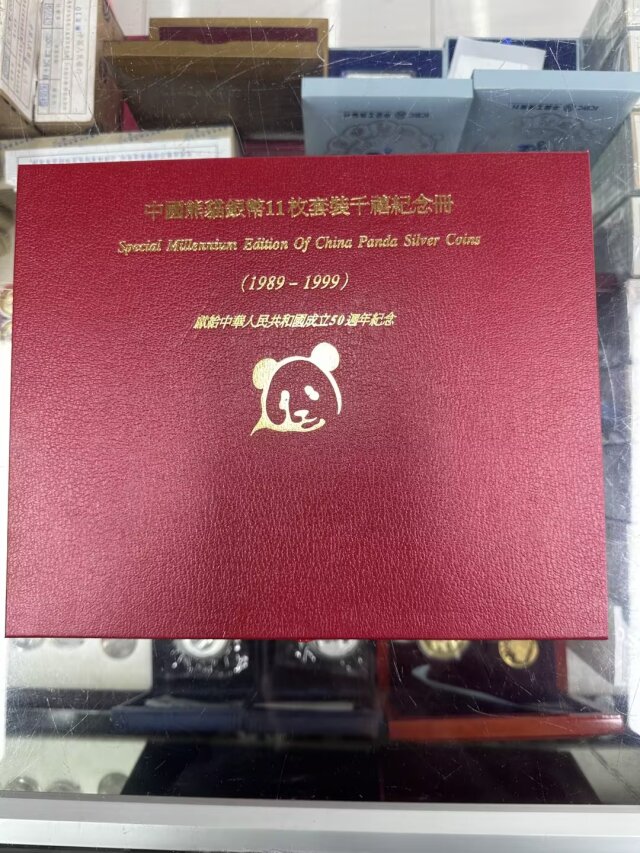 中國熊貓銀幣11枚套裝千禧紀念冊
Special Millennium Edition Of China Panda Silver Coins
(1989 - 1999)
獻給中華人民共和國成立50週年紀念